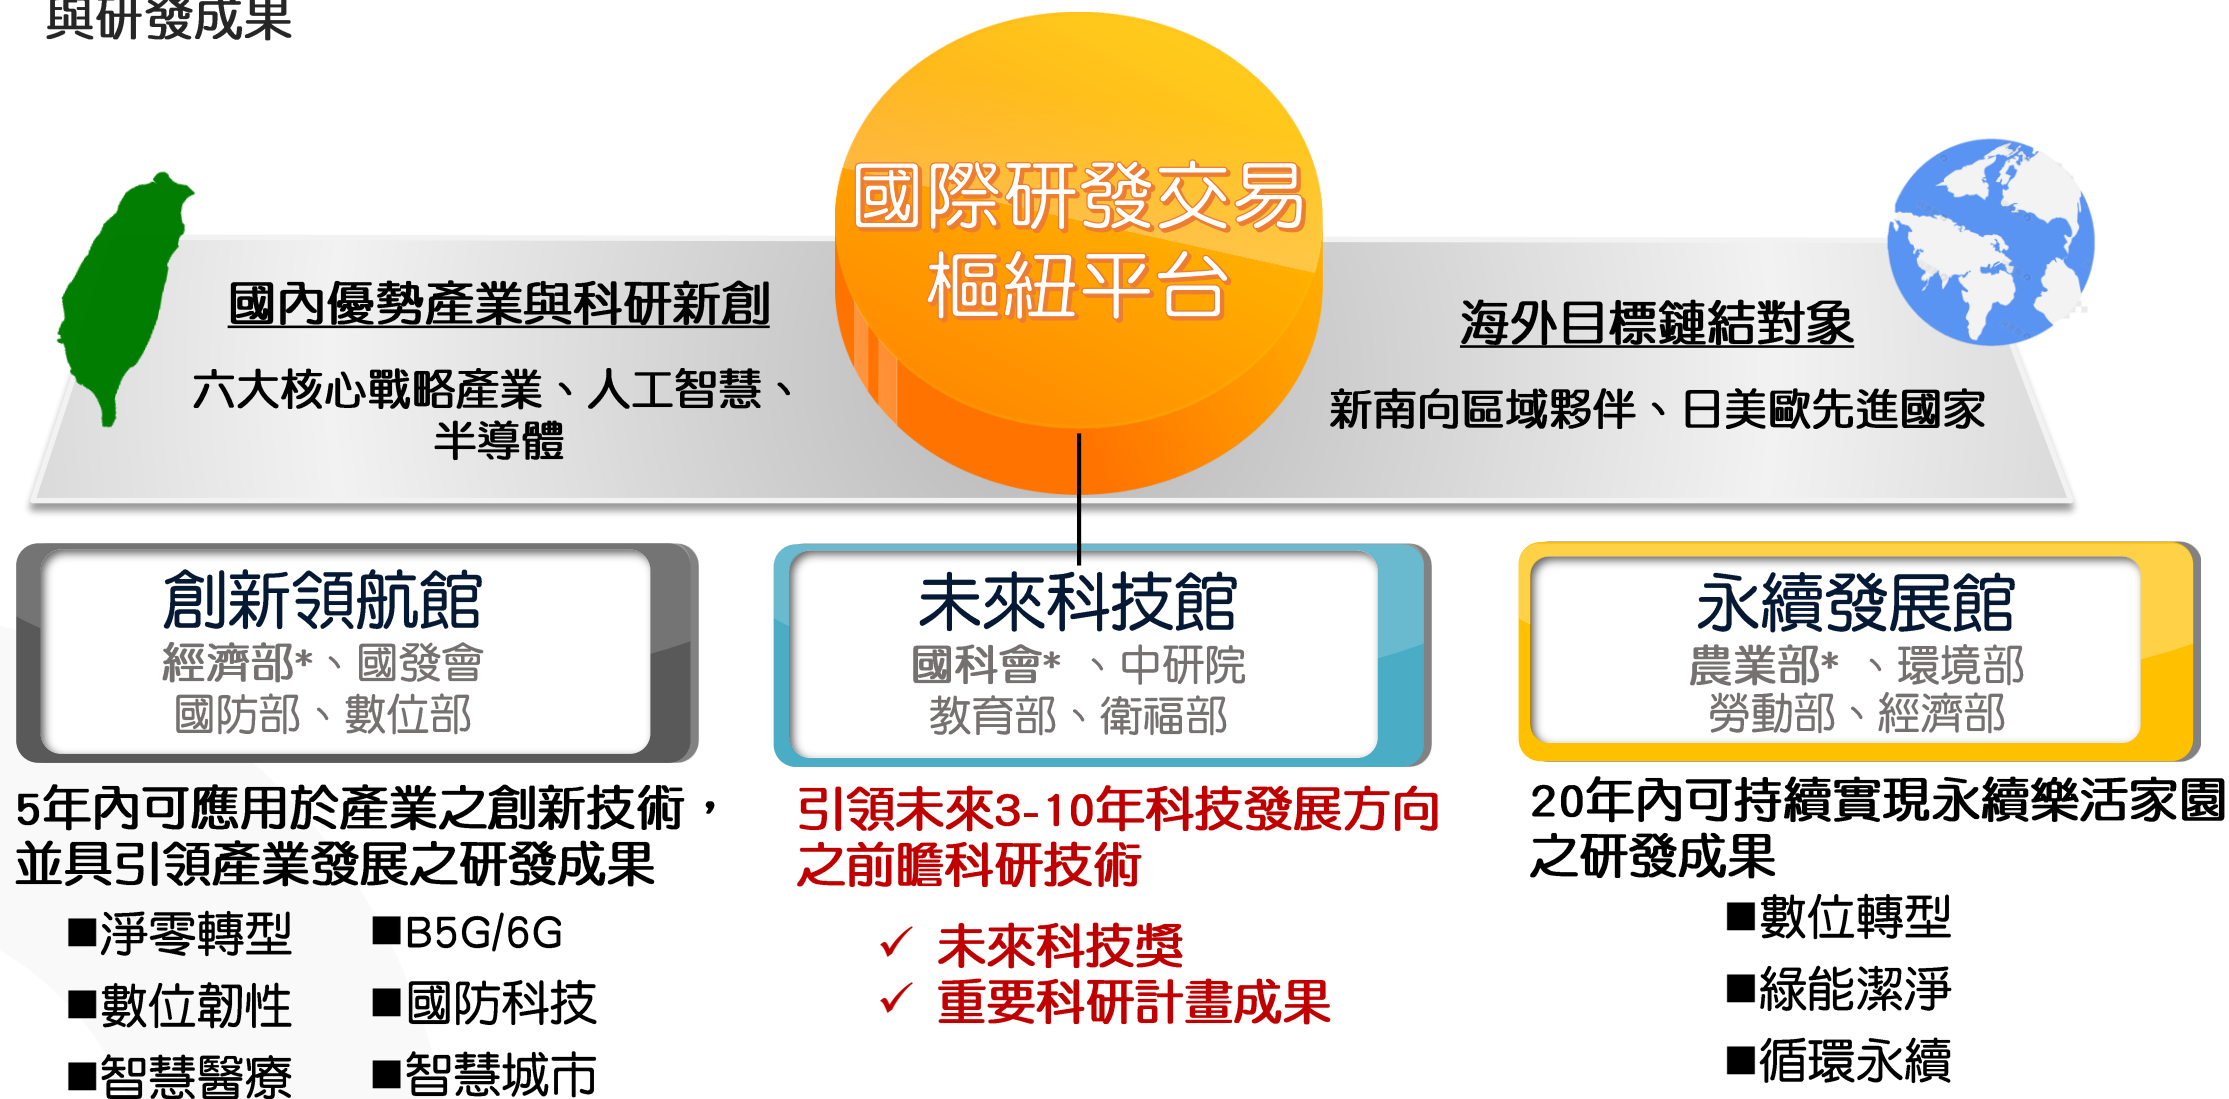 與研發成果
國際研發交易
樞紐平台
國內優勢產業與科研新創
六大核心戰略產業、人工智慧、
半導體
海外目標鏈結對象
新南向區域夥伴、日美歐先進國家
創新領航館
經濟部*、國發會
國防部、數位部
5年內可應用於產業之創新技術，
並具引領產業發展之研發成果
■淨零轉型
■數位韌性
■智慧醫療
■B5G/6G
■國防科技
■智慧城市
未來科技館
國科會* 、中研院
教育部、衛福部
引領未來3-10年科技發展方向
之前瞻科研技術
✓ 未來科技獎
✓ 重要科研計畫成果
永續發展館
農業部* 、環境部
勞動部、經濟部
20年內可持續實現永續樂活家園
之研發成果
■數位轉型
■綠能潔淨
■循環永續